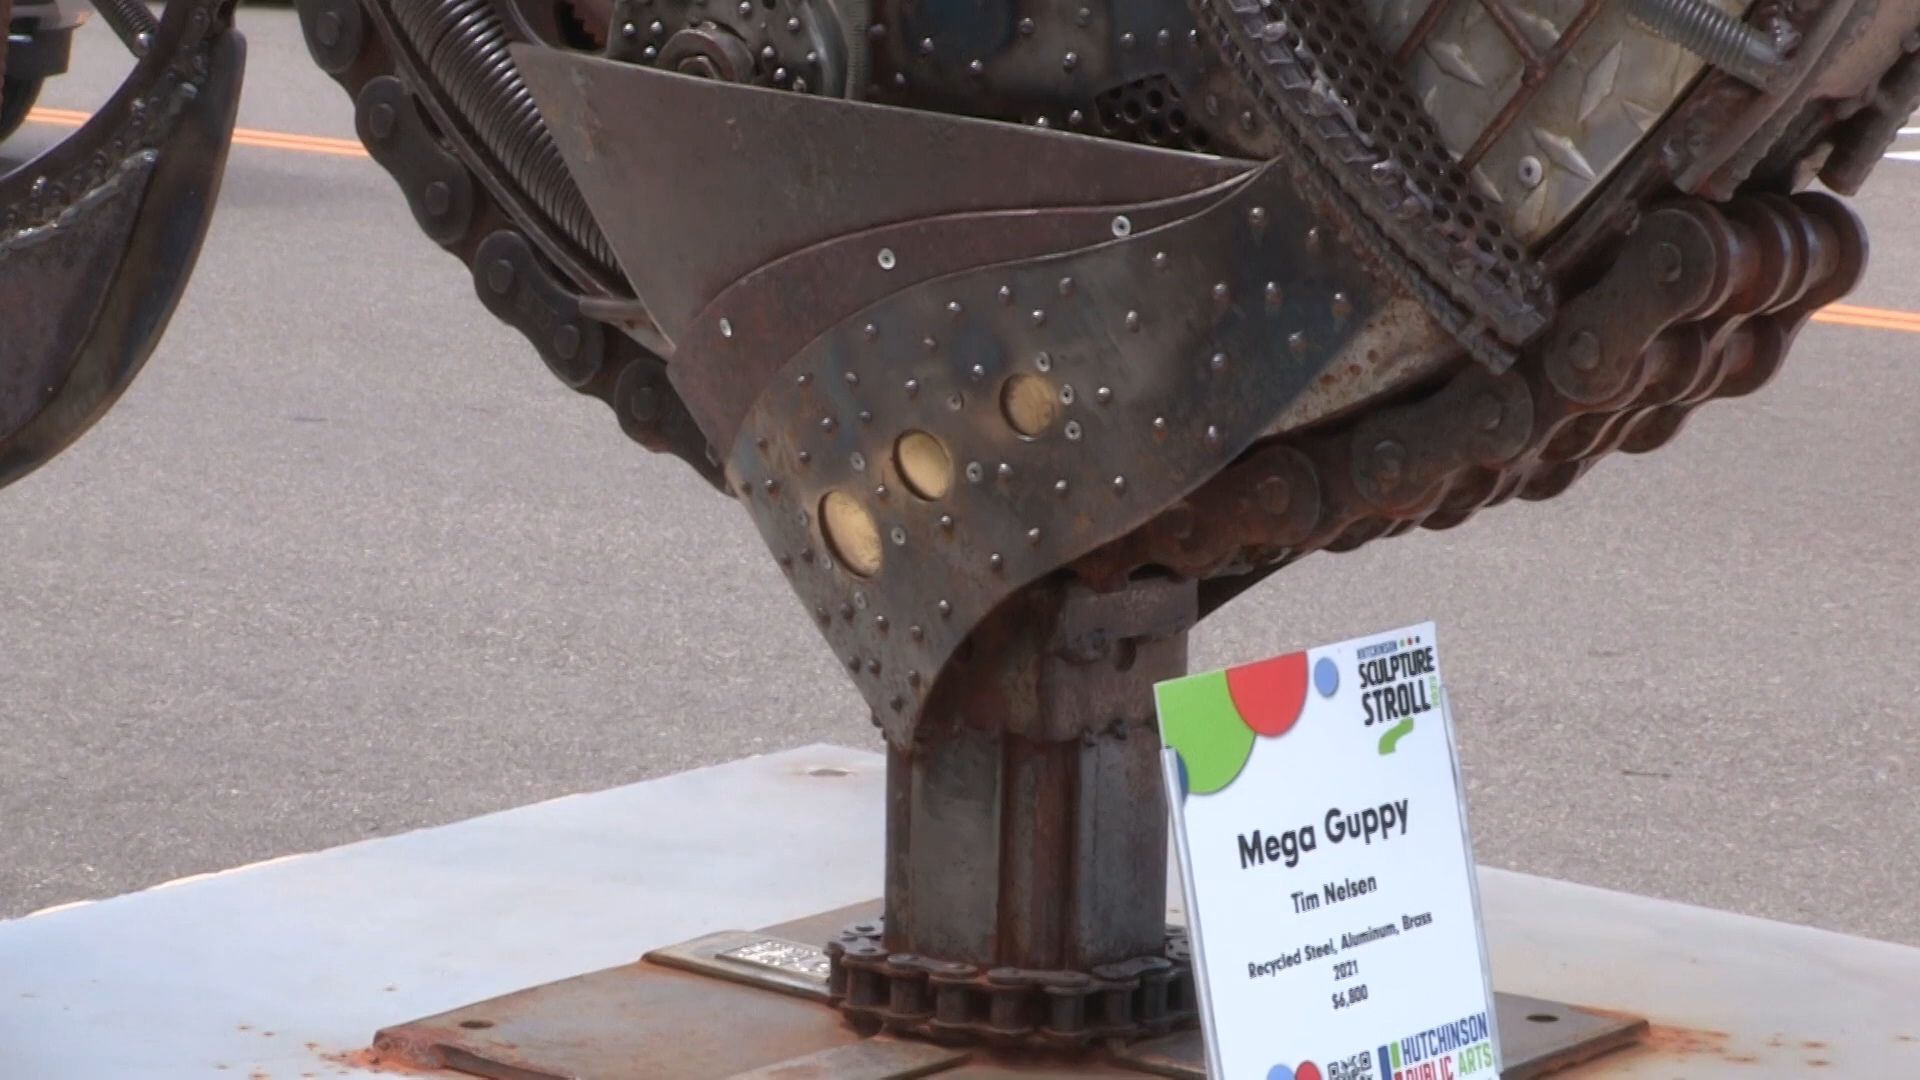 HUTCHINSON
SCULPTURE
STROLL
Mega Guppy
Tim Nelsen
Recycled Steel, Aluminum, Brass
2021
$6,800
HUTCHINSON
PUBLIC ARTS